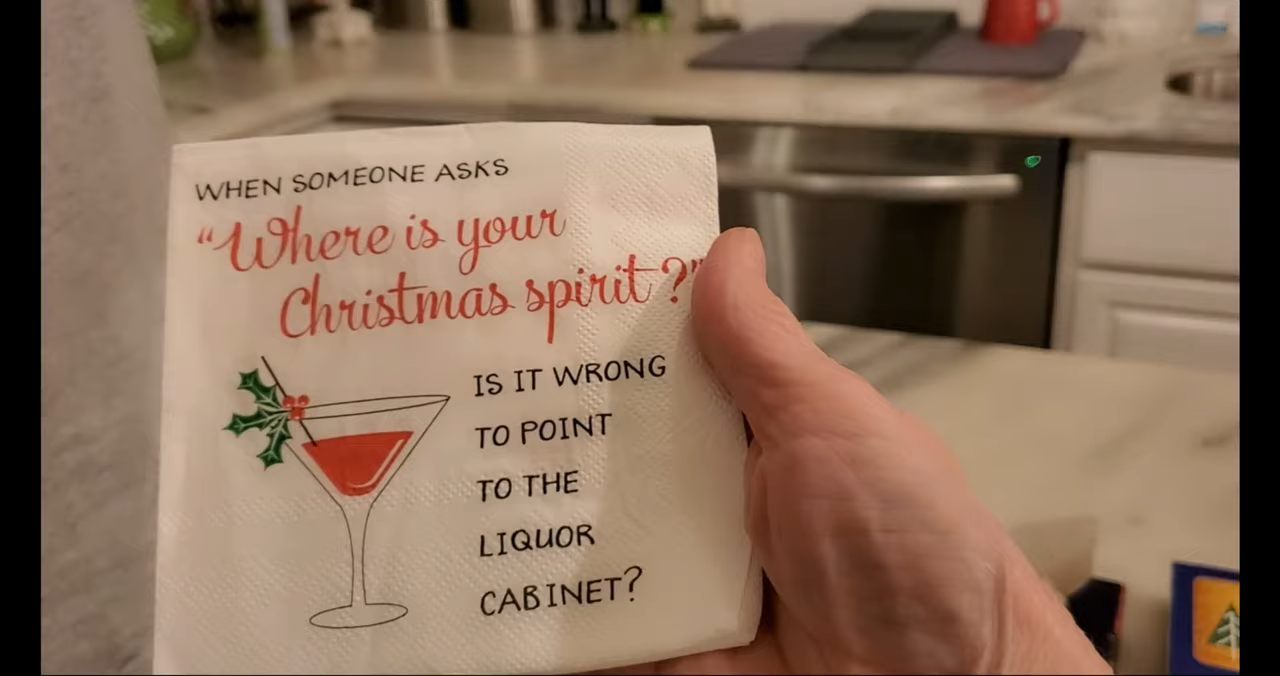 WHEN SOMEONE ASKS
“Where is your
Christmas spirit?”
IS IT WRONG
TO POINT
TO THE
LIQUOR
CABINET?